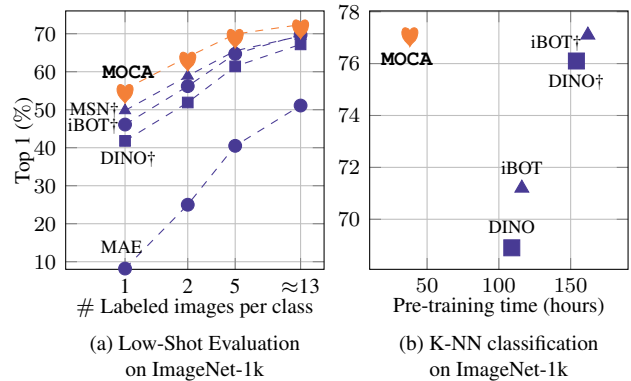 70
60
50
40
30
20
10
Top 1 (%)
MOCA
MSN†
iBOT†
DINO†
MAE
1
2
5
≈13
# Labeled images per class
(a) Low-Shot Evaluation
on ImageNet-1k
78
76
74
72
70
MOCA
iBOT†
DINO†
iBOT
DINO
0
50
100
150
Pre-training time (hours)
(b) K-NN classification
on ImageNet-1k